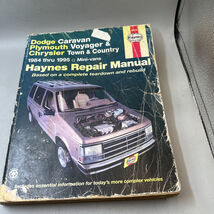 Dodge Caravan
Plymouth Voyager &
Chrysler Town & Country
1984 thru 1995 □ Mini-vans
Haynes Repair Manual
Based on a complete teardown and rebuild
Haynes
Includes essential information for today's more complex vehicles